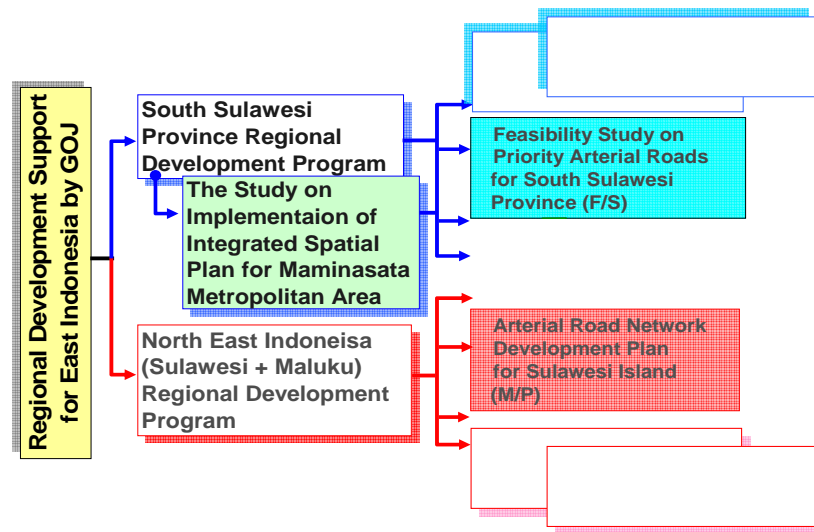 Regional Development Support
for East Indonesia by GOJ
South Sulawesi
Province Regional
Development Program
The Study on
Implementaion of
Integrated Spatial
Plan for Maminasata
Metropolitan Area
North East Indoneisa
(Sulawesi + Maluku)
Regional Development
Program
Feasibility Study on
Priority Arterial Roads
for South Sulawesi
Province (F/S)
Arterial Road Network
Development Plan
for Sulawesi Island
(M/P)